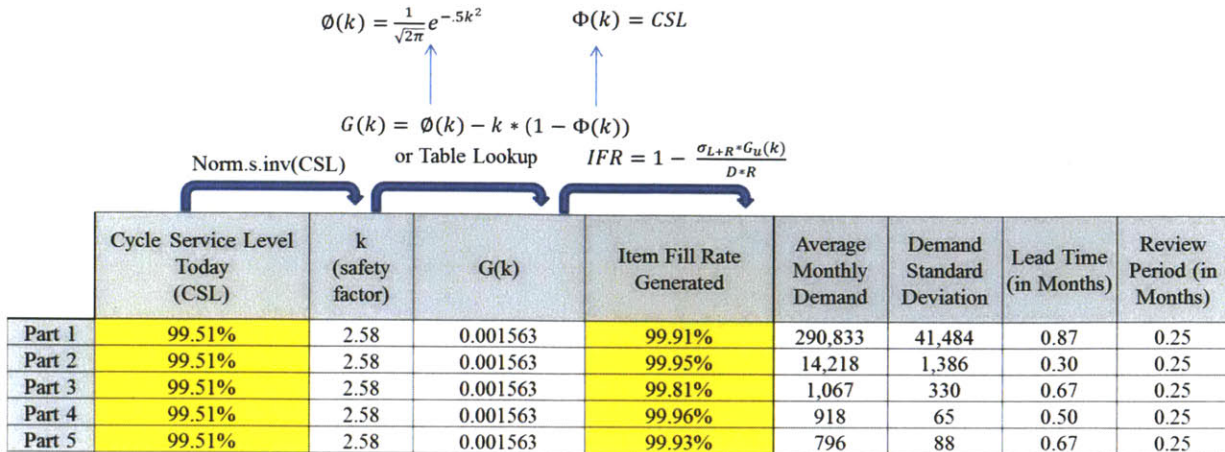 Ø(k) = 1/√2π e^−.5k² Φ(k) = CSL
G(k) = Ø(k) − k * (1 − Φ(k))
Norm.s.inv(CSL) or Table Lookup IFR = 1 − σL+R*Gu(k)/D*R
Cycle Service Level Today (CSL) k (safety factor) G(k) Item Fill Rate Generated Average Monthly Demand Demand Standard Deviation Lead Time (in Months) Review Period (in Months)
Part 1 99.51% 2.58 0.001563 99.91% 290,833 41,484 0.87 0.25
Part 2 99.51% 2.58 0.001563 99.95% 14,218 1,386 0.30 0.25
Part 3 99.51% 2.58 0.001563 99.81% 1,067 330 0.67 0.25
Part 4 99.51% 2.58 0.001563 99.96% 918 65 0.50 0.25
Part 5 99.51% 2.58 0.001563 99.93% 796 88 0.67 0.25